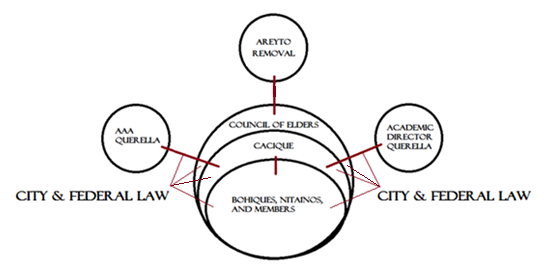 AREYTO
REMOVAL
COUNCIL OF ELDERS
AAA
QUERELLA
ACADEMIC
DIRECTOR
QUERELLA
CACIQUE
CITY & FEDERAL LAW
CITY & FEDERAL LAW
BOHIQUES, NITAINOS,
AND MEMBERS